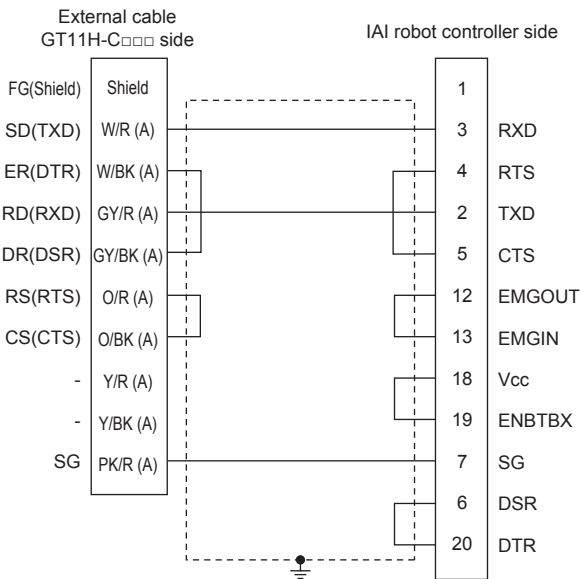 External cable
GT11H-C□□□ side
IAI robot controller side
FG(Shield) Shield 1
SD(TXD) W/R (A) 3 RXD
ER(DTR) W/BK (A) 4 RTS
RD(RXD) GY/R (A) 2 TXD
DR(DSR) GY/BK (A) 5 CTS
RS(RTS) O/R (A) 12 EMGOUT
CS(CTS) O/BK (A) 13 EMGIN
- Y/R (A) 18 Vcc
- Y/BK (A) 19 ENBTBX
SG PK/R (A) 7 SG
6 DSR
20 DTR